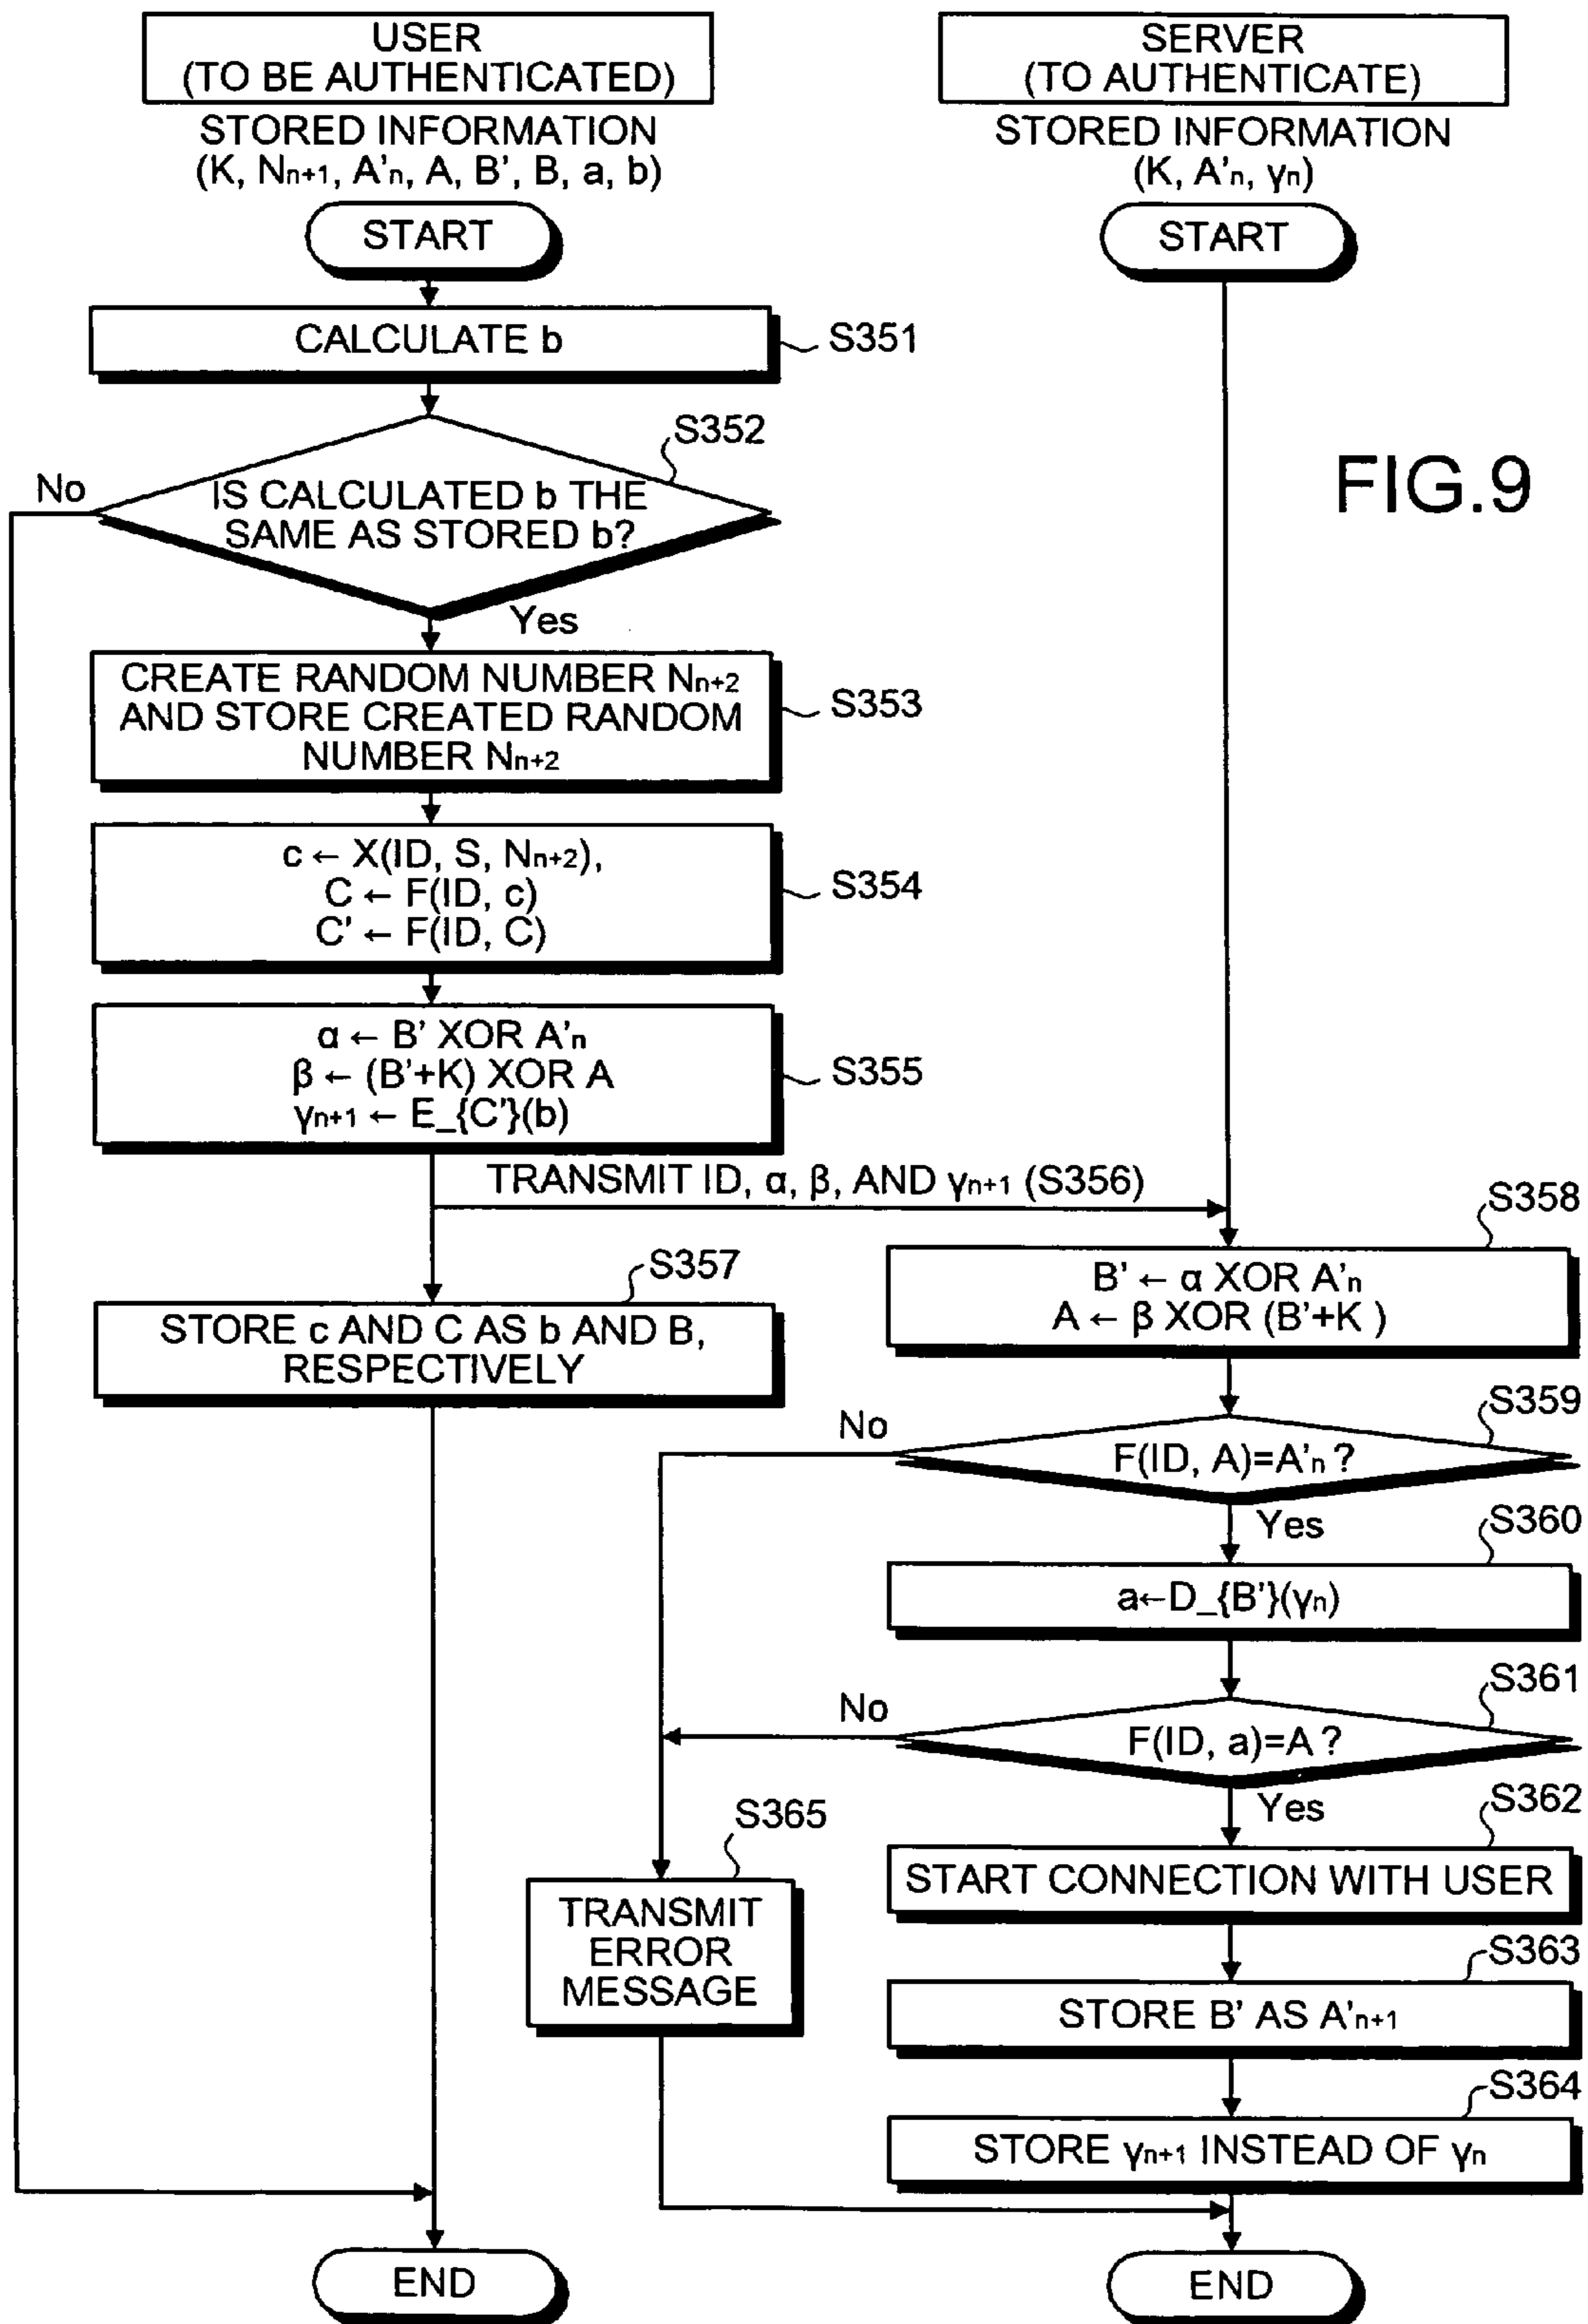 USER
(TO BE AUTHENTICATED)
STORED INFORMATION
(K, Nn+1, A'n, A, B', B, a, b)
START
CALCULATE b
S351
S352
No
IS CALCULATED b THE
SAME AS STORED b?
Yes
CREATE RANDOM NUMBER Nn+2
AND STORE CREATED RANDOM
NUMBER Nn+2
S353
c ← X(ID, S, Nn+2),
C ← F(ID, c)
C' ← F(ID, C)
S354
α ← B' XOR A'n
β ← (B'+K) XOR A
γn+1 ← E_{C'}(b)
S355
TRANSMIT ID, α, β, AND γn+1 (S356)
S357
STORE c AND C AS b AND B,
RESPECTIVELY
END
SERVER
(TO AUTHENTICATE)
STORED INFORMATION
(K, A'n, γn)
START
FIG.9
S358
B' ← α XOR A'n
A ← β XOR (B'+K )
S359
No
F(ID, A)=A'n ?
Yes
S360
a←D_{B'}(γn)
S361
No
F(ID, a)=A ?
Yes
S362
START CONNECTION WITH USER
S365
TRANSMIT
ERROR
MESSAGE
S363
STORE B' AS A'n+1
S364
STORE γn+1 INSTEAD OF γn
END